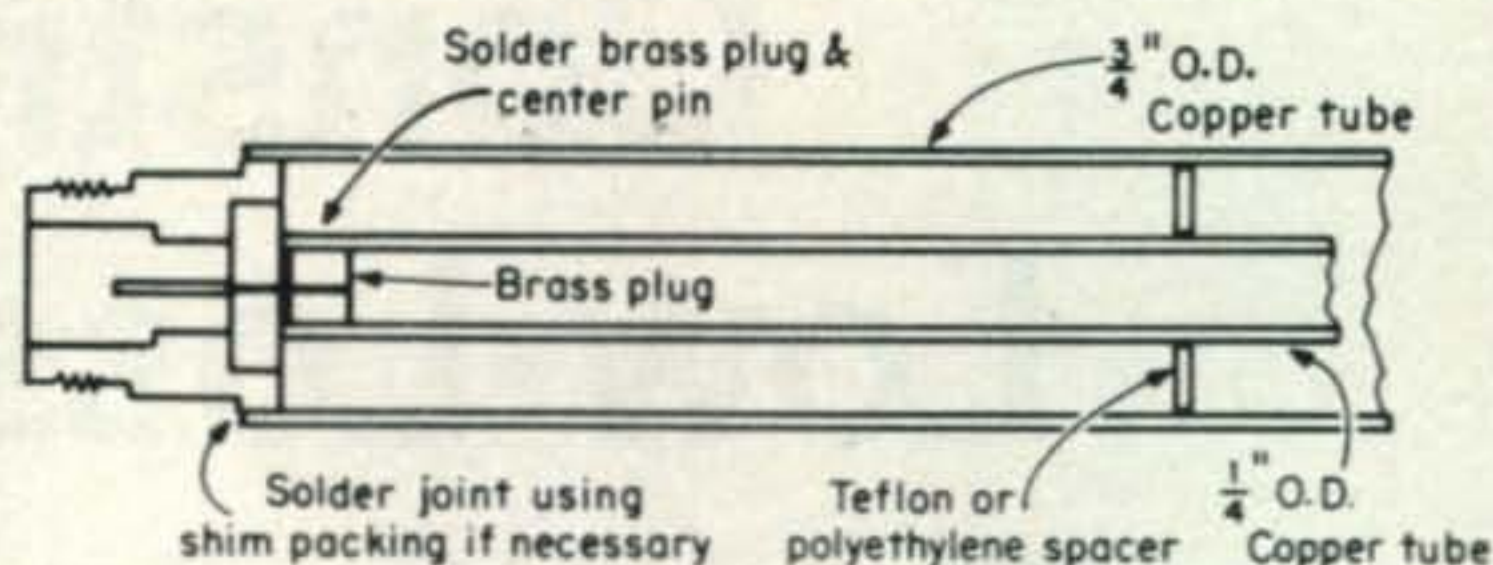 Solder brass plug &
center pin
3/4" O.D.
Copper tube
Brass plug
Solder joint using
shim packing if necessary
Teflon or
polyethylene spacer
1/4" O.D.
Copper tube